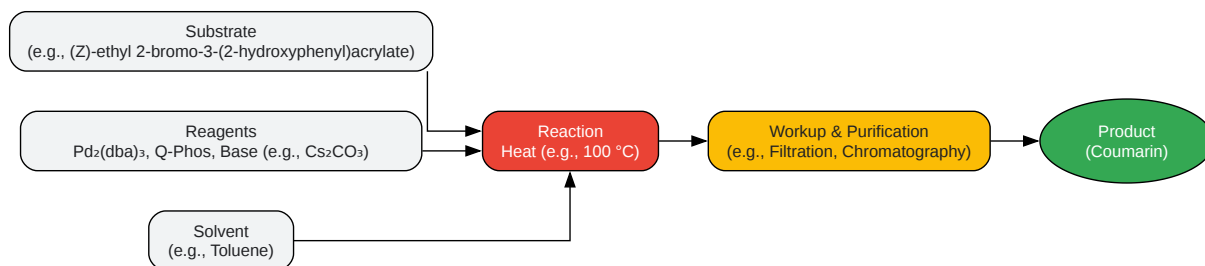 Substrate
(e.g., (Z)-ethyl 2-bromo-3-(2-hydroxyphenyl)acrylate)
Reagents
Pd₂(dba)₃, Q-Phos, Base (e.g., Cs₂CO₃)
Solvent
(e.g., Toluene)
Reaction
Heat (e.g., 100 °C)
Workup & Purification
(e.g., Filtration, Chromatography)
Product
(Coumarin)